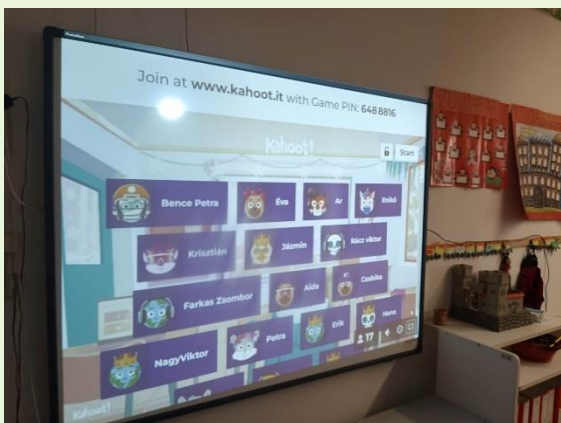 Join at www.kahoot.it with Game PIN: 648 8816
Kahoot!
Start
Bence Petra
Éva
Ar
Enikő
Krisztián
Jázmin
Rácz viktor
Farkas Zsombor
Aida
Csabika
NagyViktor
Petra
Erik
Hana
17
Kahoot!